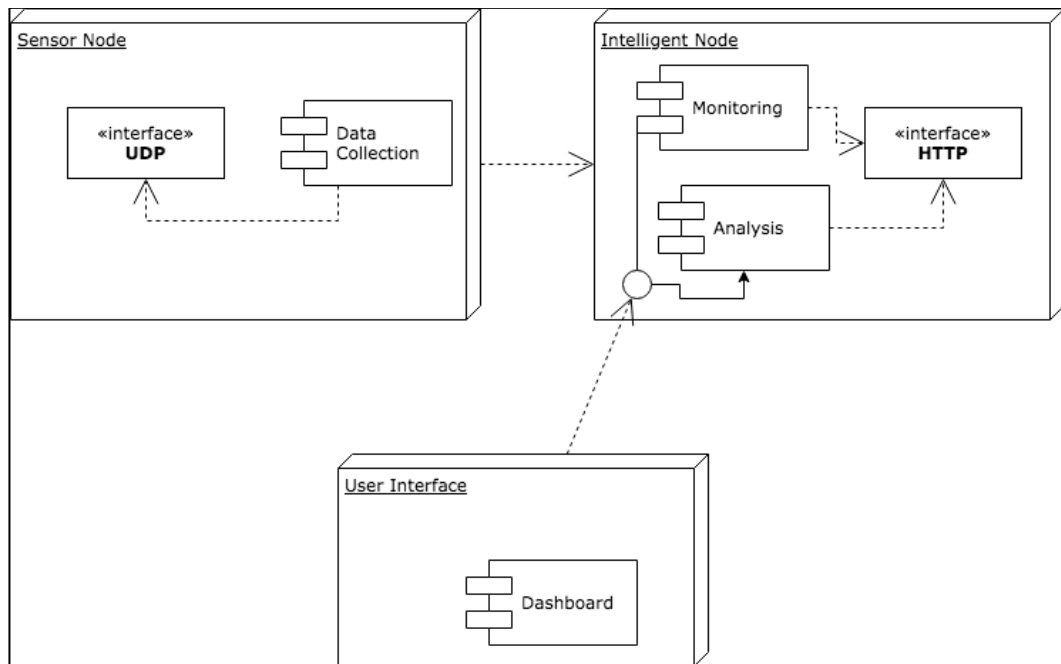 Sensor Node
«interface»
UDP
Data
Collection
Intelligent Node
Monitoring
«interface»
HTTP
Analysis
User Interface
Dashboard